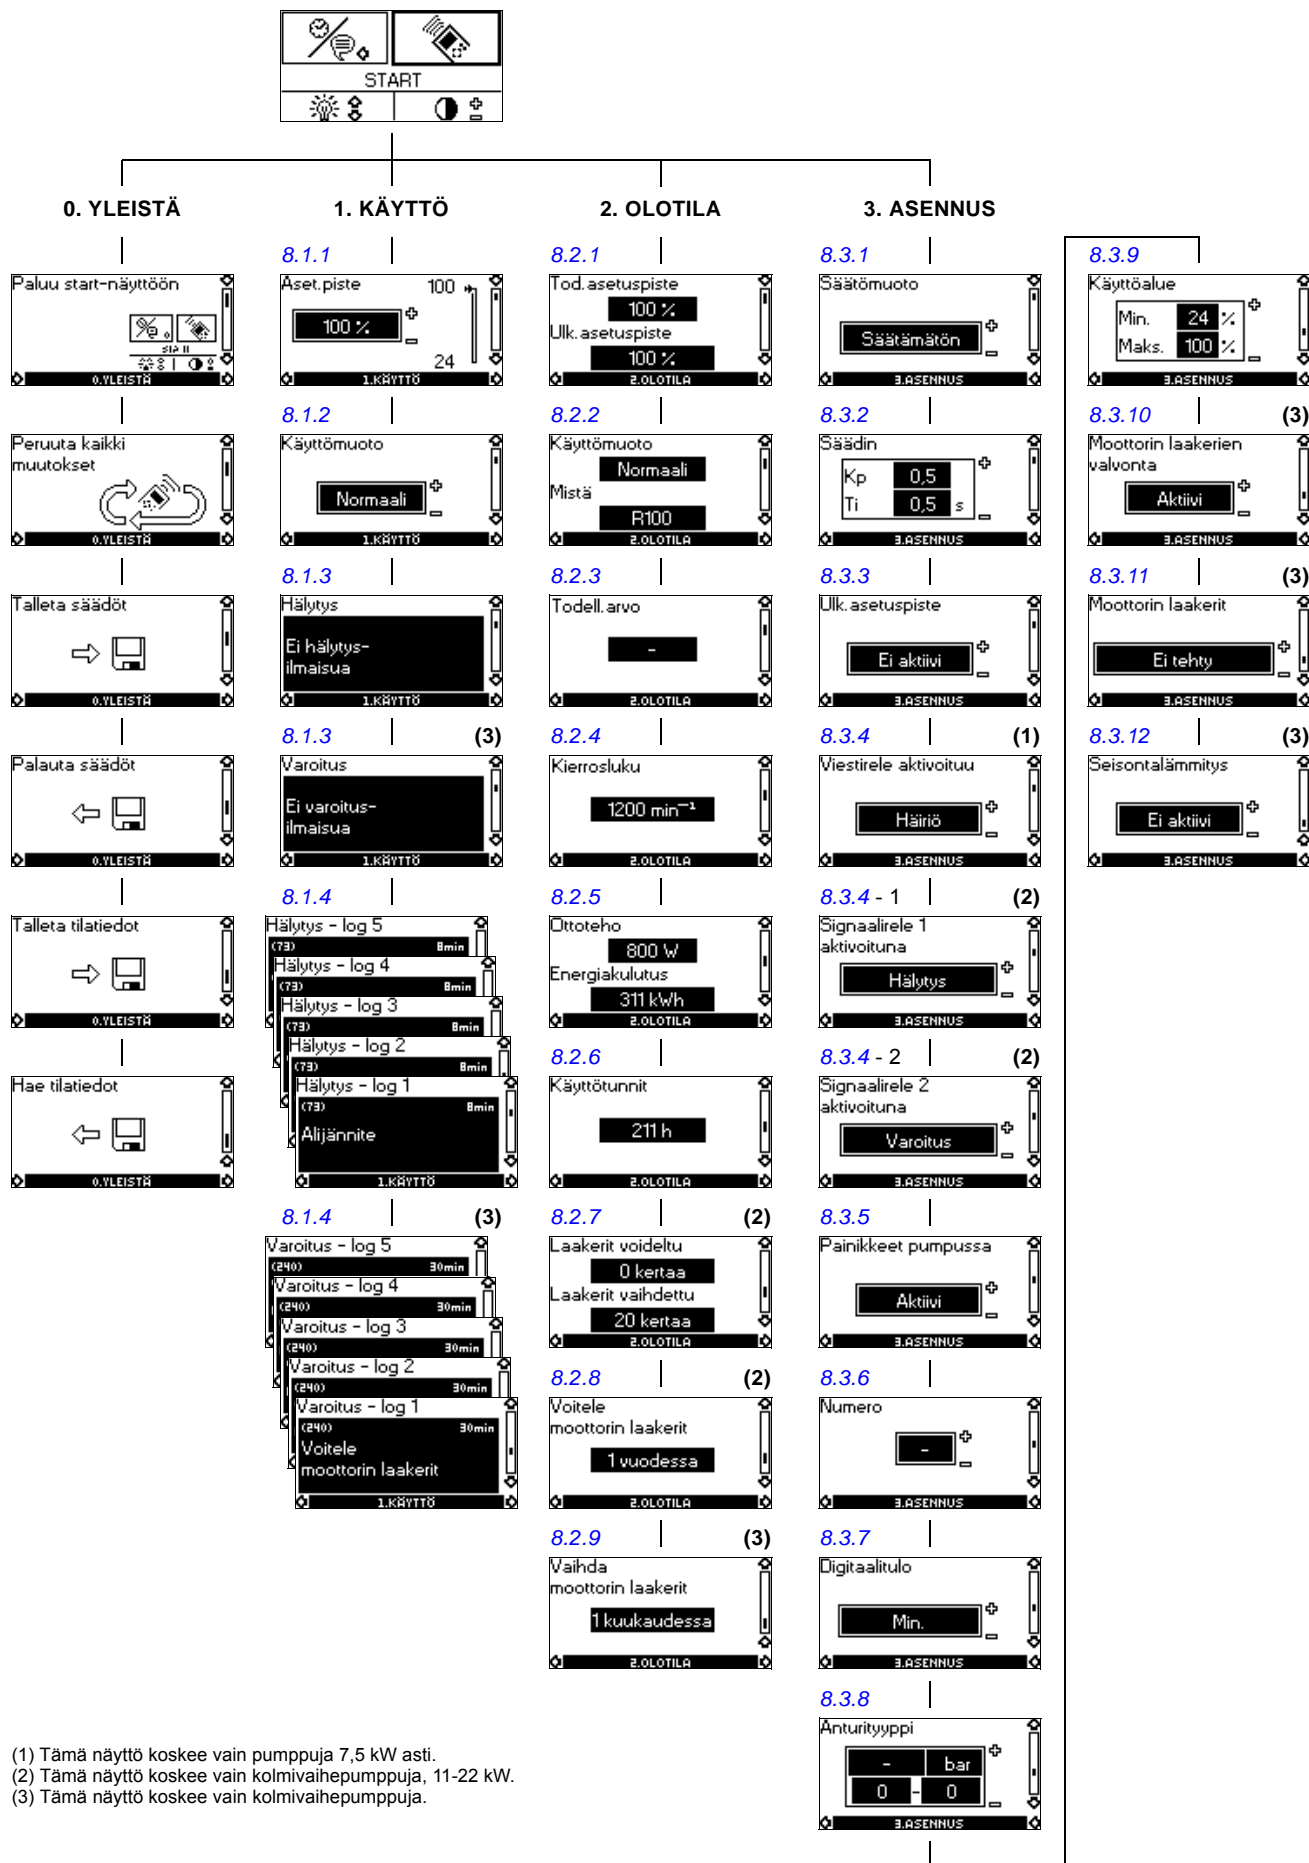 START
0. YLEISTÄ
Paluu start-näyttöön
START
0.YLEISTÄ
Peruuta kaikki
muutokset
0.YLEISTÄ
Talleta säädöt
0.YLEISTÄ
Palauta säädöt
0.YLEISTÄ
Talleta tilatiedot
0.YLEISTÄ
Hae tilatiedot
0.YLEISTÄ
1. KÄYTTÖ
8.1.1
Aset.piste
100
100 %
24
1.KÄYTTÖ
8.1.2
Käyttömuoto
Normaali
1.KÄYTTÖ
8.1.3
Hälytys
Ei hälytys-
ilmaisua
1.KÄYTTÖ
8.1.3 (3)
Varoitus
Ei varoitus-
ilmaisua
1.KÄYTTÖ
8.1.4
Hälytys - log 5
(73) 8min
Hälytys - log 4
(73) 8min
Hälytys - log 3
(73) 8min
Hälytys - log 2
(73) 8min
Hälytys - log 1
(73) 8min
Alijännite
1.KÄYTTÖ
8.1.4 (3)
Varoitus - log 5
(240) 30min
Varoitus - log 4
(240) 30min
Varoitus - log 3
(240) 30min
Varoitus - log 2
(240) 30min
Varoitus - log 1
(240) 30min
Voitele
moottorin laakerit
1.KÄYTTÖ
2. OLOTILA
8.2.1
Tod.asetuspiste
100 %
Ulk.asetuspiste
100 %
2.OLOTILA
8.2.2
Käyttömuoto
Normaali
Mistä
R100
2.OLOTILA
8.2.3
Todell.arvo
-
2.OLOTILA
8.2.4
Kierrosluku
1200 min⁻¹
2.OLOTILA
8.2.5
Ottoteho
800 W
Energiakulutus
311 kWh
2.OLOTILA
8.2.6
Käyttötunnit
211 h
2.OLOTILA
8.2.7 (2)
Laakerit voideltu
0 kertaa
Laakerit vaihdettu
20 kertaa
2.OLOTILA
8.2.8 (2)
Voitele
moottorin laakerit
1 vuodessa
2.OLOTILA
8.2.9 (3)
Vaihda
moottorin laakerit
1 kuukaudessa
2.OLOTILA
3. ASENNUS
8.3.1
Säätömuoto
Säätämätön
3.ASENNUS
8.3.2
Säädin
Kp 0,5
Ti 0,5 s
3.ASENNUS
8.3.3
Ulk.asetuspiste
Ei aktiivi
3.ASENNUS
8.3.4 (1)
Viestirele aktivoituu
Häiriö
3.ASENNUS
8.3.4 - 1 (2)
Signaalirele 1
aktivoituna
Hälytys
3.ASENNUS
8.3.4 - 2 (2)
Signaalirele 2
aktivoituna
Varoitus
3.ASENNUS
8.3.5
Painikkeet pumpussa
Aktiivi
3.ASENNUS
8.3.6
Numero
-
3.ASENNUS
8.3.7
Digitaalitulo
Min.
3.ASENNUS
8.3.8
Anturityyppi
- bar
0 - 0
3.ASENNUS
8.3.9
Käyttöalue
Min. 24 %
Maks. 100 %
3.ASENNUS
8.3.10 (3)
Moottorin laakerien
valvonta
Aktiivi
3.ASENNUS
8.3.11 (3)
Moottorin laakerit
Ei tehty
3.ASENNUS
8.3.12 (3)
Seisontalämmitys
Ei aktiivi
3.ASENNUS
(1) Tämä näyttö koskee vain pumppuja 7,5 kW asti.
(2) Tämä näyttö koskee vain kolmivaihepumppuja, 11-22 kW.
(3) Tämä näyttö koskee vain kolmivaihepumppuja.